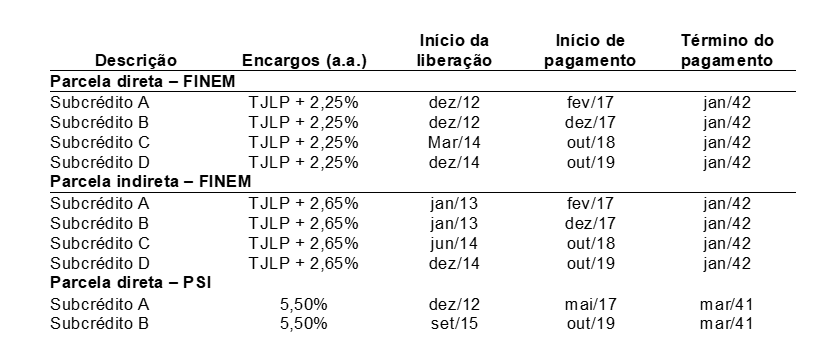 Descrição Encargos (a.a.) Início da liberação Início de pagamento Término do pagamento
Parcela direta – FINEM
Subcrédito A TJLP + 2,25% dez/12 fev/17 jan/42
Subcrédito B TJLP + 2,25% dez/12 dez/17 jan/42
Subcrédito C TJLP + 2,25% Mar/14 out/18 jan/42
Subcrédito D TJLP + 2,25% dez/14 out/19 jan/42
Parcela indireta – FINEM
Subcrédito A TJLP + 2,65% jan/13 fev/17 jan/42
Subcrédito B TJLP + 2,65% jan/13 dez/17 jan/42
Subcrédito C TJLP + 2,65% jun/14 out/18 jan/42
Subcrédito D TJLP + 2,65% dez/14 out/19 jan/42
Parcela direta – PSI
Subcrédito A 5,50% dez/12 mai/17 mar/41
Subcrédito B 5,50% set/15 out/19 mar/41